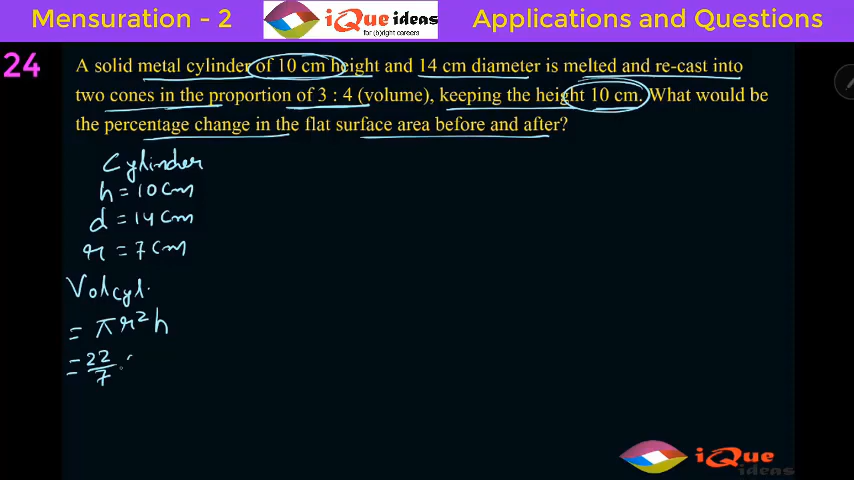 Mensuration - 2
iQue ideas
for (b)right careers
Applications and Questions
24
A solid metal cylinder of 10 cm height and 14 cm diameter is melted and re-cast into
two cones in the proportion of 3 : 4 (volume), keeping the height 10 cm. What would be
the percentage change in the flat surface area before and after?
Cylinder
h = 10 cm
d = 14 cm
r = 7 cm
Vol cyl.
= πr²h
= 22/7
iQue
ideas